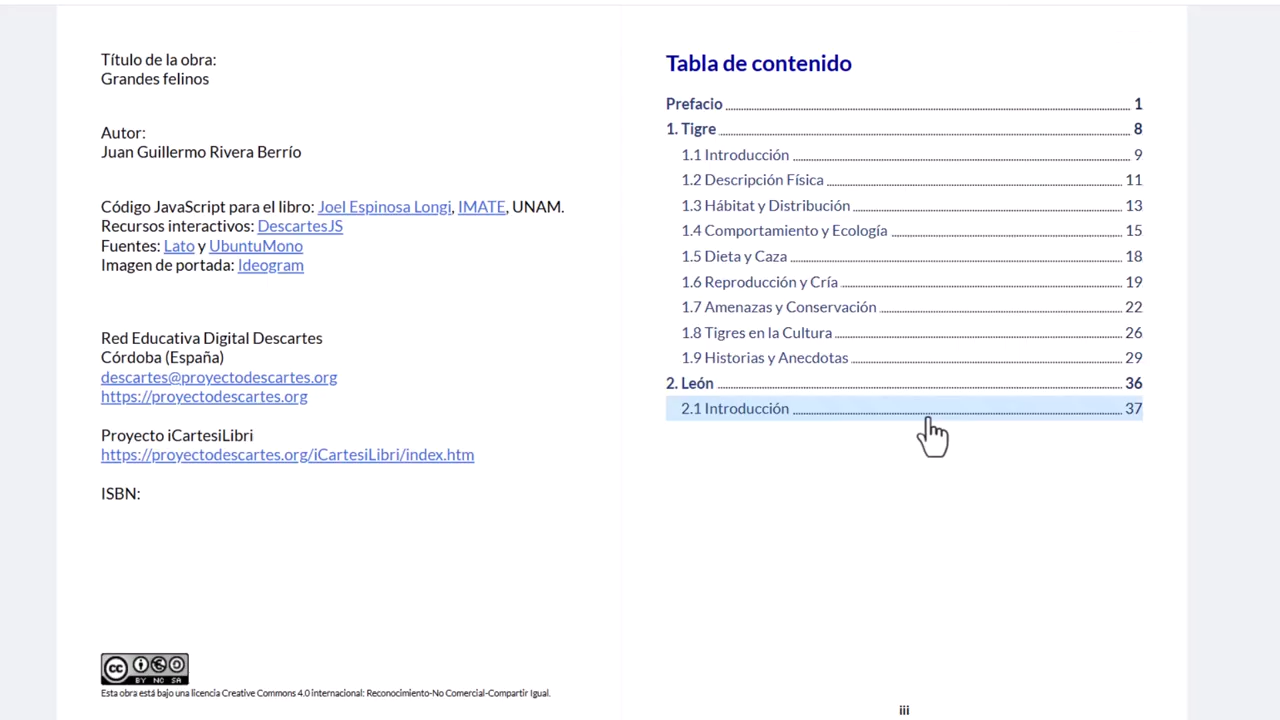 Título de la obra:
Grandes felinos
Autor:
Juan Guillermo Rivera Berrío
Código JavaScript para el libro: Joel Espinosa Longi, IMATE, UNAM.
Recursos interactivos: DescartesJS
Fuentes: Lato y UbuntuMono
Imagen de portada: Ideogram
Red Educativa Digital Descartes
Córdoba (España)
descartes@proyectodescartes.org
https://proyectodescartes.org
Proyecto iCartesiLibri
https://proyectodescartes.org/iCartesiLibri/index.htm
ISBN:
cc BY NC SA
Esta obra está bajo una licencia Creative Commons 4.0 internacional: Reconocimiento-No Comercial-Compartir Igual.
Tabla de contenido
Prefacio 1
1. Tigre 8
1.1 Introducción 9
1.2 Descripción Física 11
1.3 Hábitat y Distribución 13
1.4 Comportamiento y Ecología 15
1.5 Dieta y Caza 18
1.6 Reproducción y Cría 19
1.7 Amenazas y Conservación 22
1.8 Tigres en la Cultura 26
1.9 Historias y Anecdotas 29
2. León 36
2.1 Introducción 37
iii